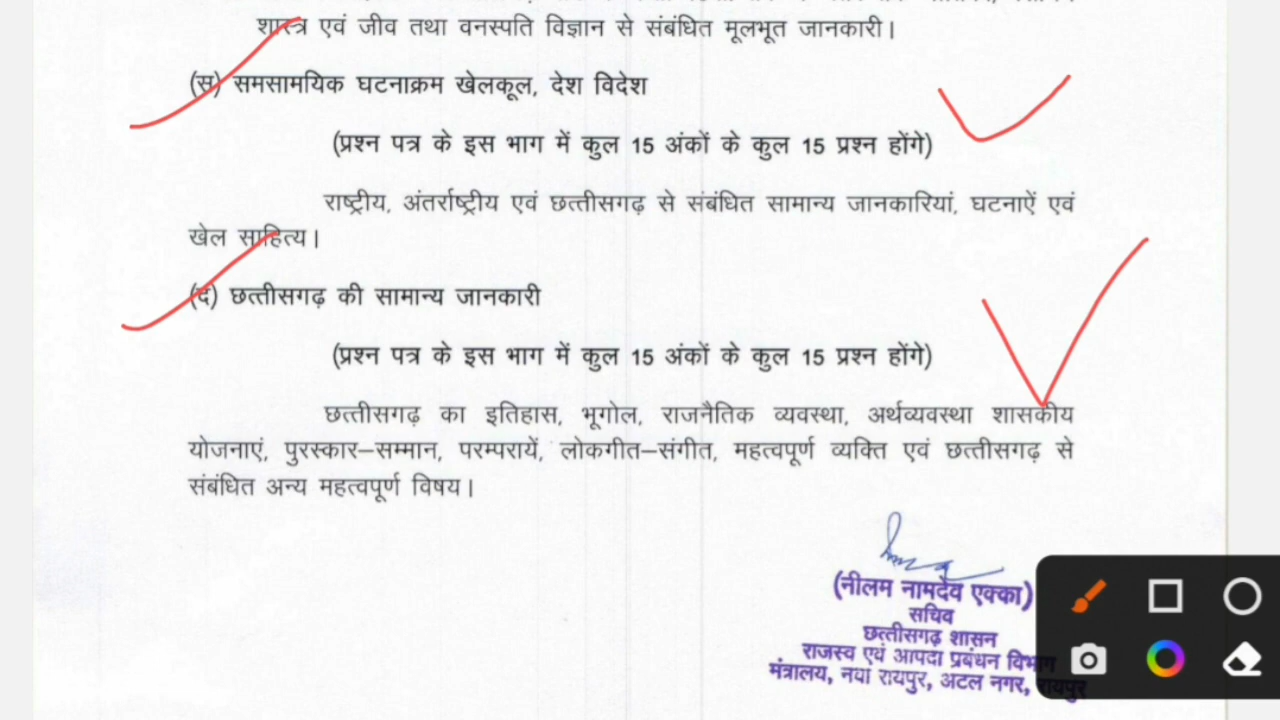 शास्त्र एवं जीव तथा वनस्पति विज्ञान से संबंधित मूलभूत जानकारी।
(स) समसामयिक घटनाक्रम खेलकूल, देश विदेश
(प्रश्न पत्र के इस भाग में कुल 15 अंकों के कुल 15 प्रश्न होंगे)
राष्ट्रीय, अंतर्राष्ट्रीय एवं छत्तीसगढ़ से संबंधित सामान्य जानकारियां, घटनाऐं एवं
खेल साहित्य।
(द) छत्तीसगढ़ की सामान्य जानकारी
(प्रश्न पत्र के इस भाग में कुल 15 अंकों के कुल 15 प्रश्न होंगे)
छत्तीसगढ़ का इतिहास, भूगोल, राजनैतिक व्यवस्था, अर्थव्यवस्था शासकीय
योजनाएं, पुरस्कार–सम्मान, परम्परायें, लोकगीत–संगीत, महत्वपूर्ण व्यक्ति एवं छत्तीसगढ़ से
संबंधित अन्य महत्वपूर्ण विषय।
(नीलम नामदेव एक्का)
सचिव
छत्तीसगढ़ शासन
राजस्व एवं आपदा प्रबंधन विभाग
मंत्रालय, नवा रायपुर, अटल नगर, रायपुर